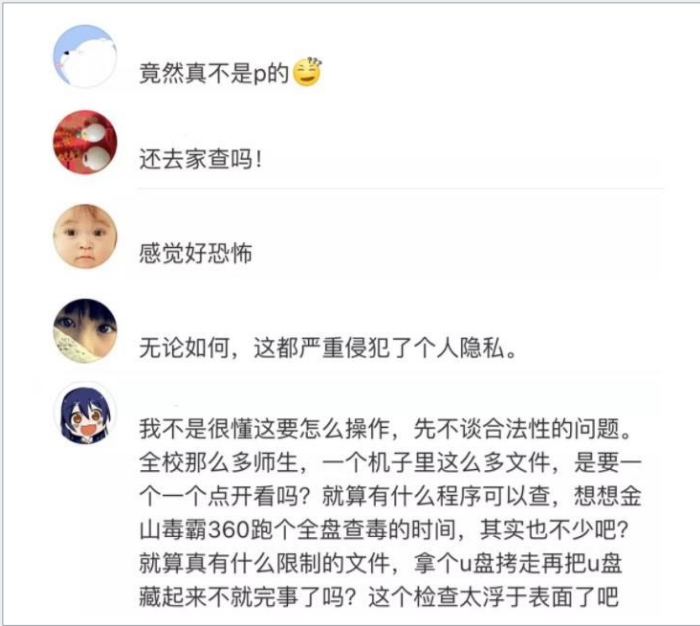 竟然真不是p的
还去家查吗！
感觉好恐怖
无论如何，这都严重侵犯了个人隐私。
我不是很懂这要怎么操作，先不谈合法性的问题。
全校那么多师生，一个机子里这么多文件，是要一
个一个点开看吗？就算有什么程序可以查，想想金
山毒霸360跑个全盘查毒的时间，其实也不少吧？
就算真有什么限制的文件，拿个u盘拷走再把u盘
藏起来不就完事了吗？这个检查太浮于表面了吧